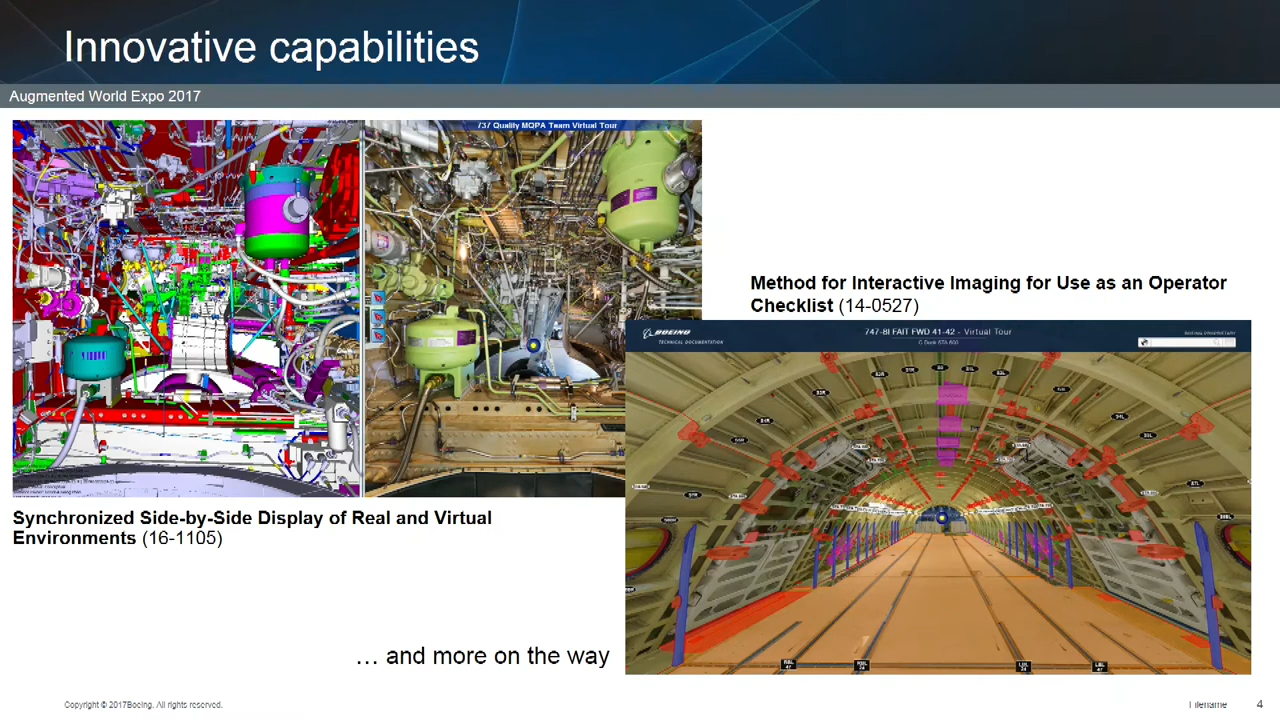 Innovative capabilities
Augmented World Expo 2017
737 Quality MQPA Team Virtual Tour
Method for Interactive Imaging for Use as an Operator
Checklist (14-0527)
BOEING
TECHNICAL DOCUMENTATION
747-8I FAIT FWD 41-42 - Virtual Tour
C-Deck STA 600
Synchronized Side-by-Side Display of Real and Virtual
Environments (16-1105)
… and more on the way
Copyright © 2017Boeing. All rights reserved.
Filename
4